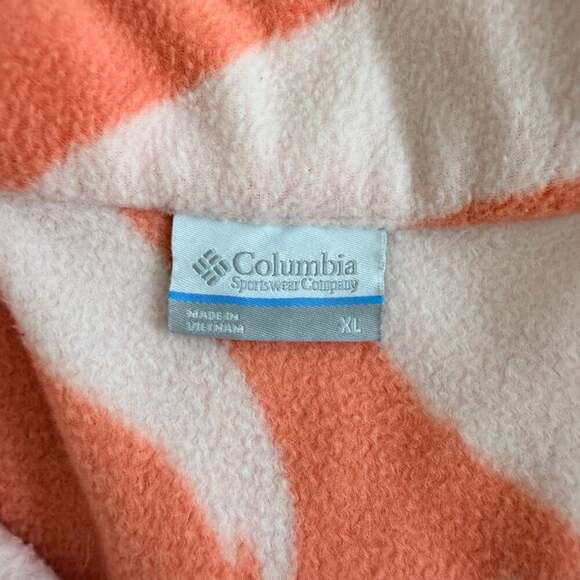 Columbia
Sportswear Company
MADE IN
VIETNAM
XL